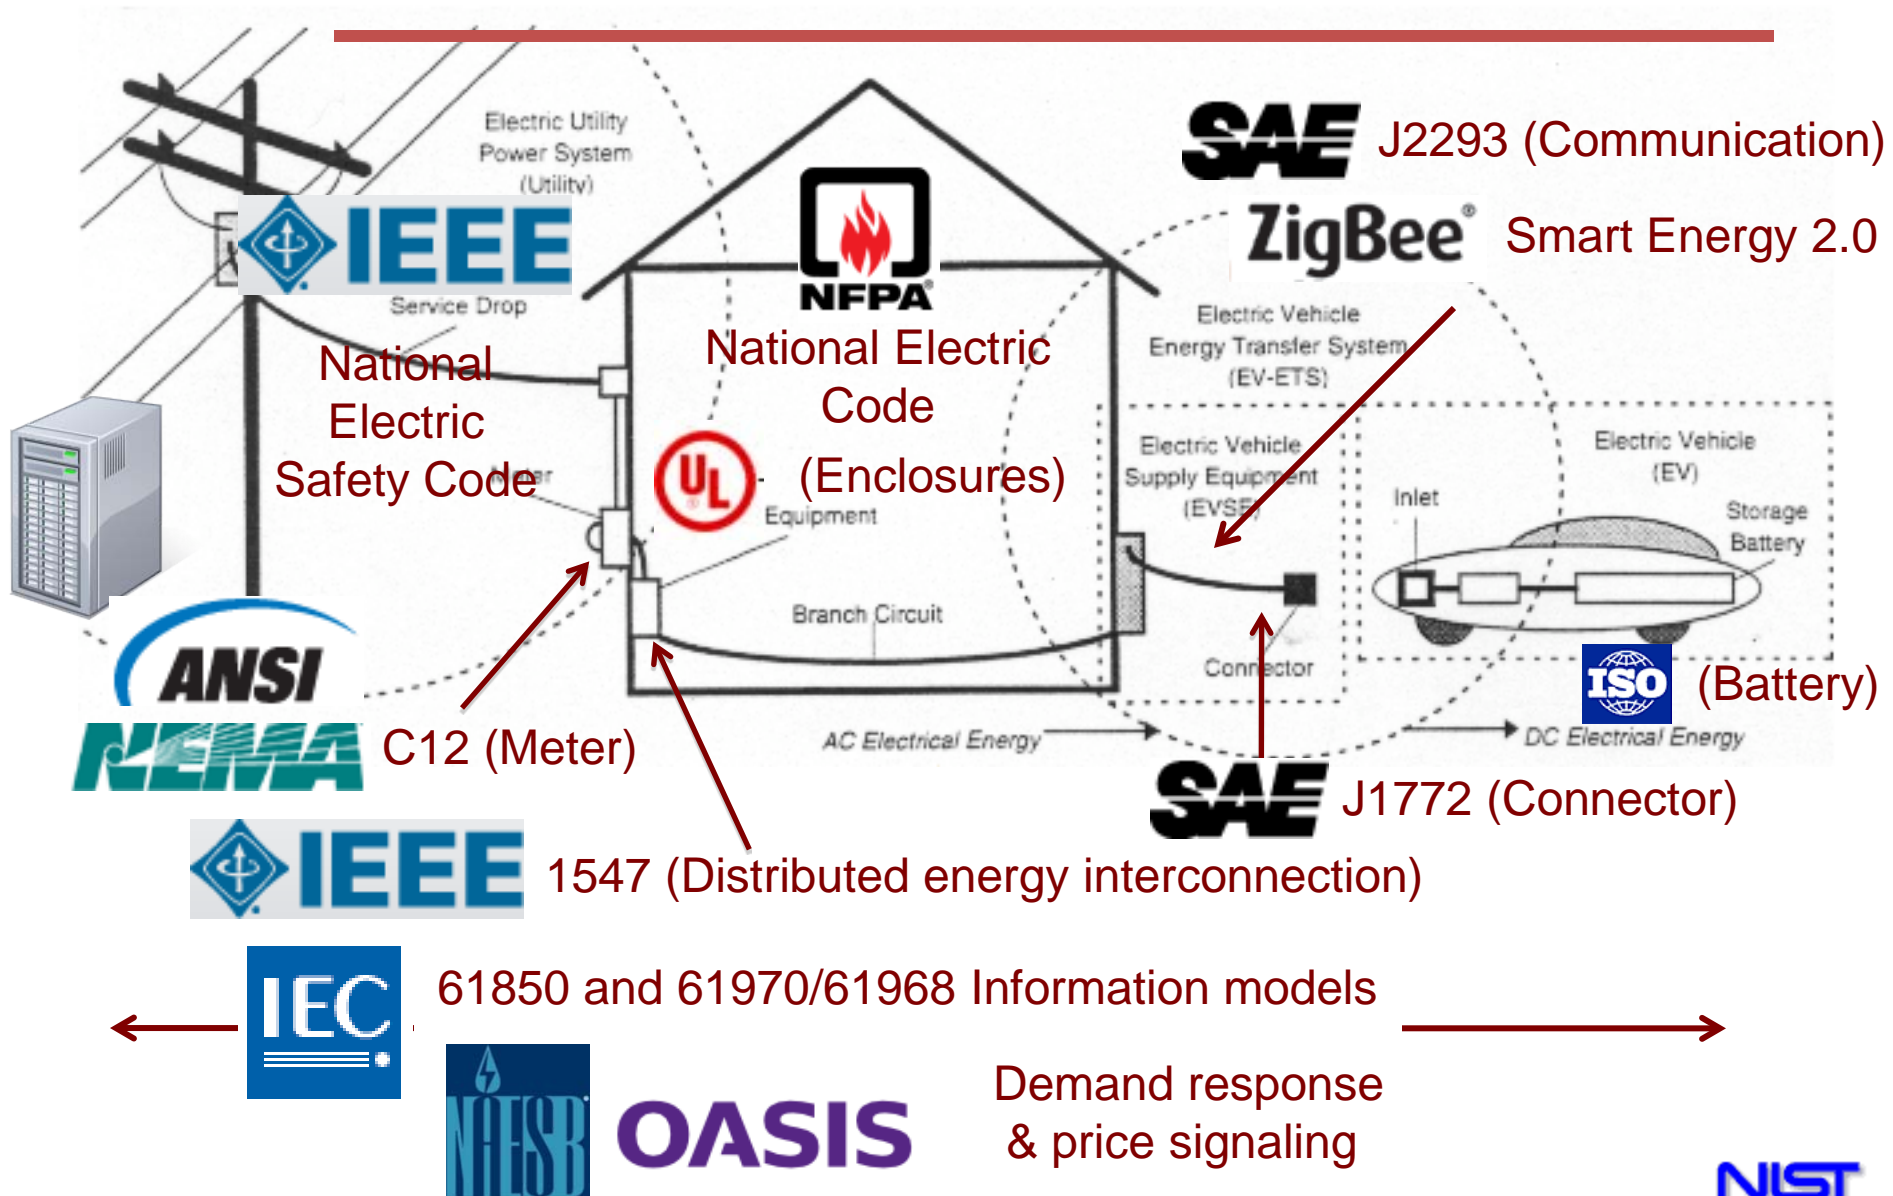 Electric Utility
Power System
(Utility)
IEEE
Service Drop
National
Electric
Safety Code
Meter
NFPA®
National Electric
Code
UL ®
(Enclosures)
Equipment
Branch Circuit
SAE J2293 (Communication)
ZigBee® Smart Energy 2.0
Electric Vehicle
Energy Transfer System
(EV-ETS)
Electric Vehicle
Supply Equipment
(EVSE)
Connector
Electric Vehicle
(EV)
Inlet
Storage
Battery
ISO (Battery)
AC Electrical Energy
DC Electrical Energy
ANSI
NEMA C12 (Meter)
SAE J1772 (Connector)
IEEE 1547 (Distributed energy interconnection)
IEC 61850 and 61970/61968 Information models
NAESB OASIS
Demand response
& price signaling
NIST